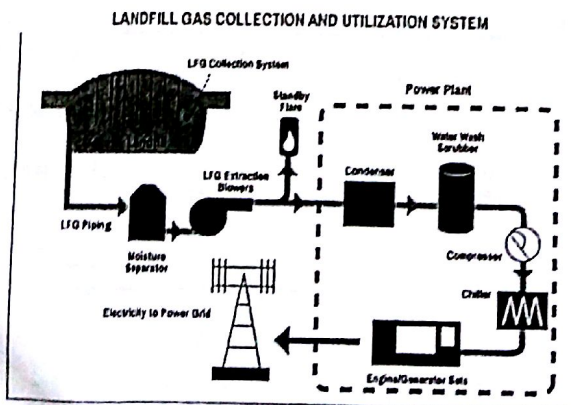 LANDFILL GAS COLLECTION AND UTILIZATION SYSTEM
LFG Collection System
Standby
Flare
Power Plant
Water Wash
Scrubber
Condenser
LFG Extraction
Blowers
LFG Piping
Moisture
Separator
Compressor
Chiller
Electricity to Power Grid
Engine/Generator Sets